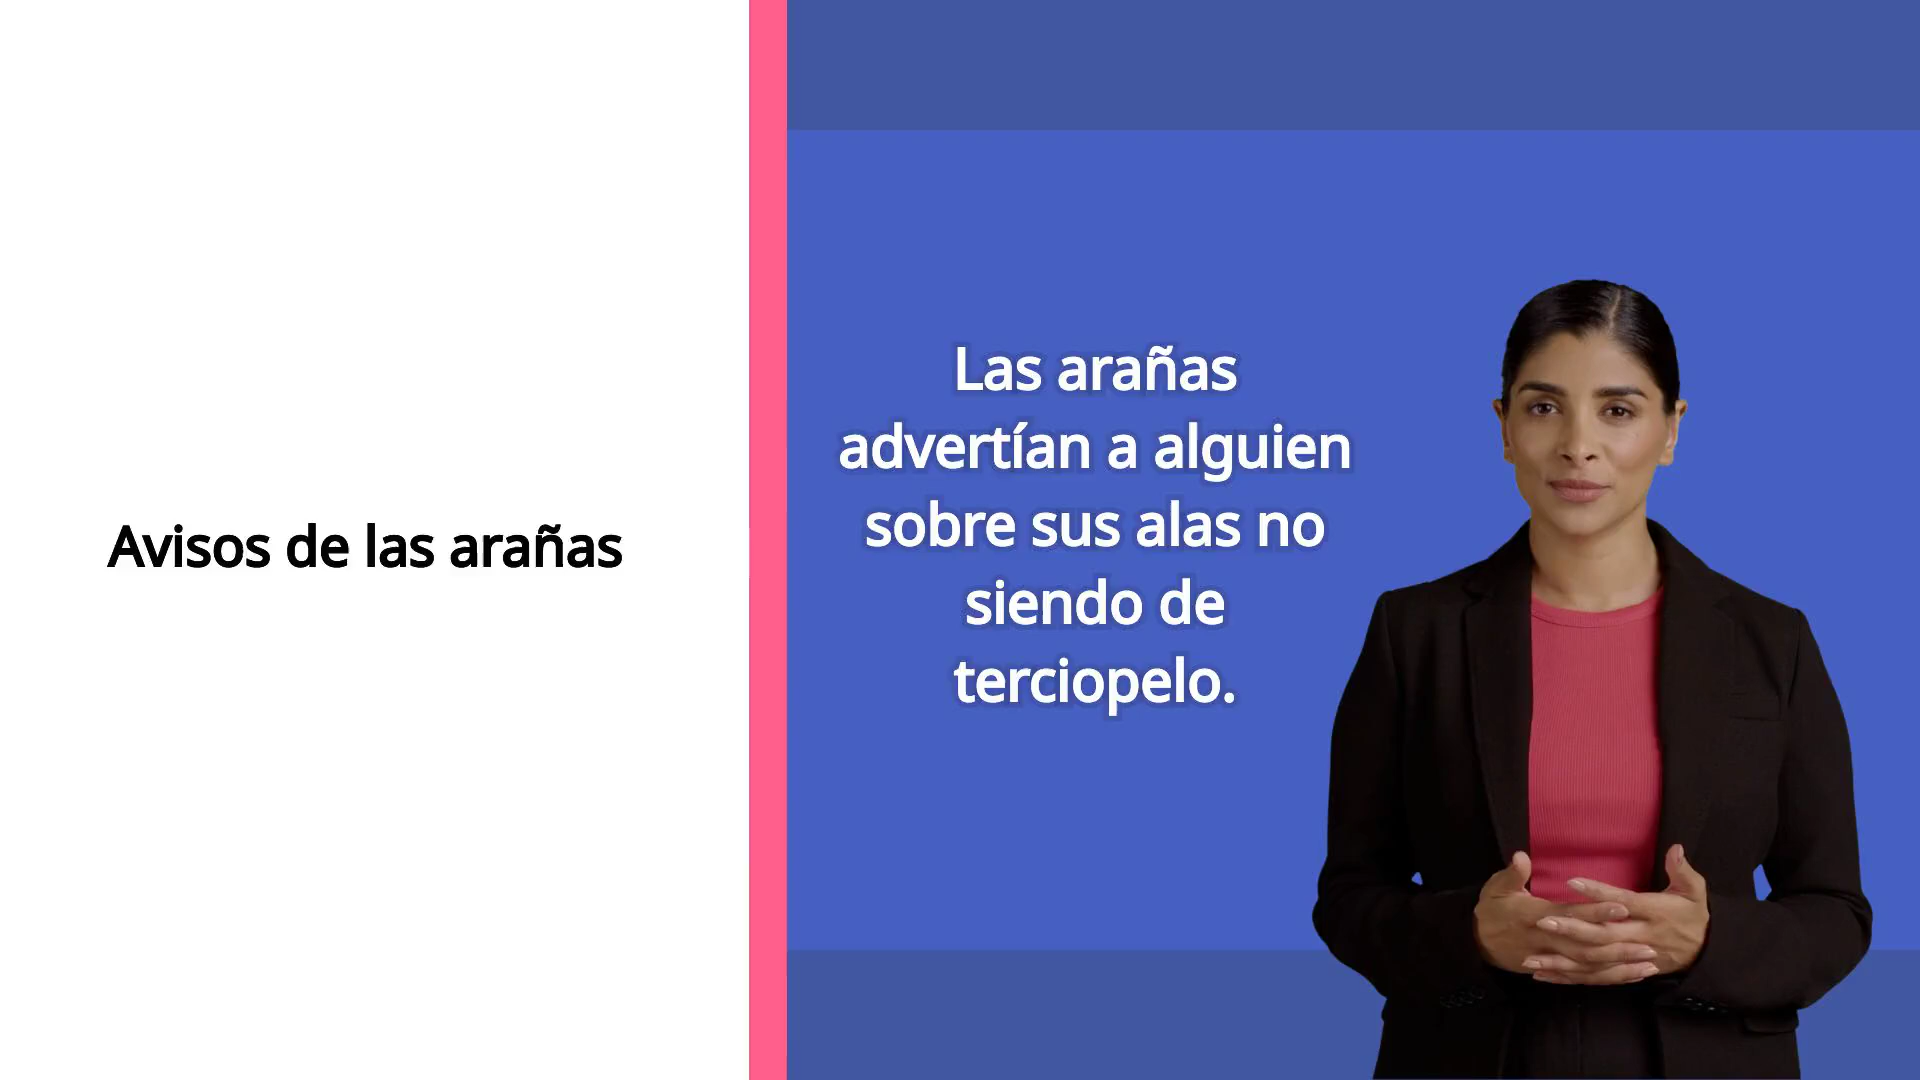 Avisos de las arañas
Las arañas
advertían a alguien
sobre sus alas no
siendo de
terciopelo.